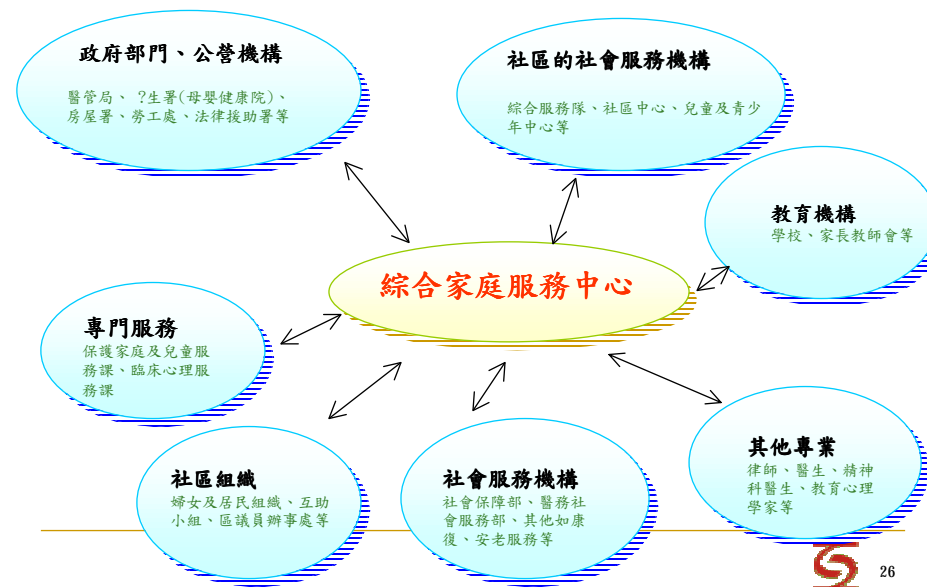 政府部門、公營機構
醫管局、 ?生署(母嬰健康院)、
房屋署、勞工處、法律援助署等
社區的社會服務機構
綜合服務隊、社區中心、兒童及青少
年中心等
教育機構
學校、家長教師會等
綜合家庭服務中心
專門服務
保護家庭及兒童服
務課、臨床心理服
務課
社區組織
婦女及居民組織、互助
小組、區議員辦事處等
社會服務機構
社會保障部、醫務社
會服務部、其他如康
復、安老服務等
其他專業
律師、醫生、精神
科醫生、教育心理
學家等
26